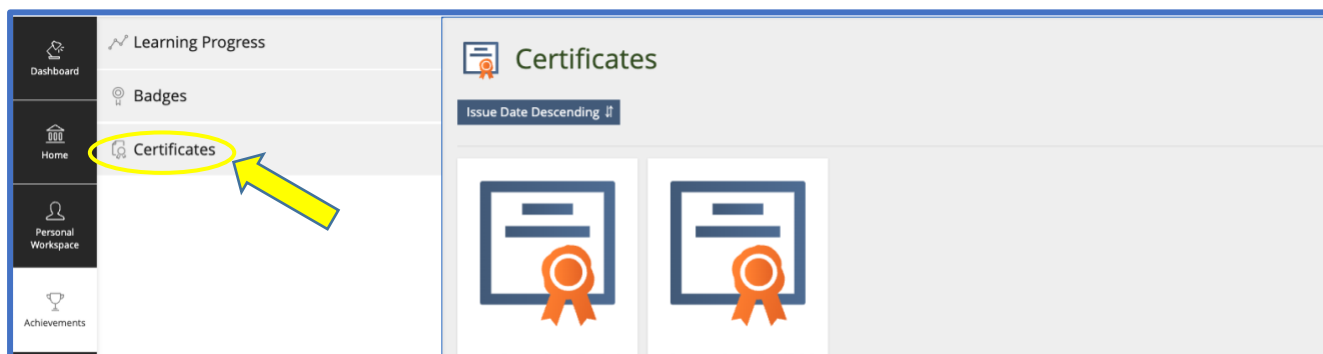 Dashboard
Home
Personal
Workspace
Achievements
Learning Progress
Badges
Certificates
Certificates
Issue Date Descending